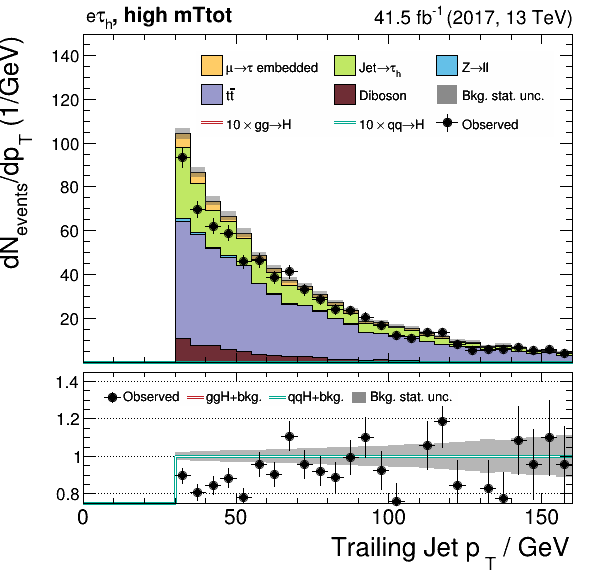 eτh, high mTtot 41.5 fb-1 (2017, 13 TeV)
dNevents/dpT (1/GeV)
140
120
100
80
60
40
20
μ→τ embedded Jet→τh Z→ll
tt̄ Diboson Bkg. stat. unc.
10 × gg→H 10 × qq→H Observed
1.4
1.2
1
0.8
Observed ggH+bkg. qqH+bkg. Bkg. stat. unc.
0 50 100 150
Trailing Jet pT / GeV